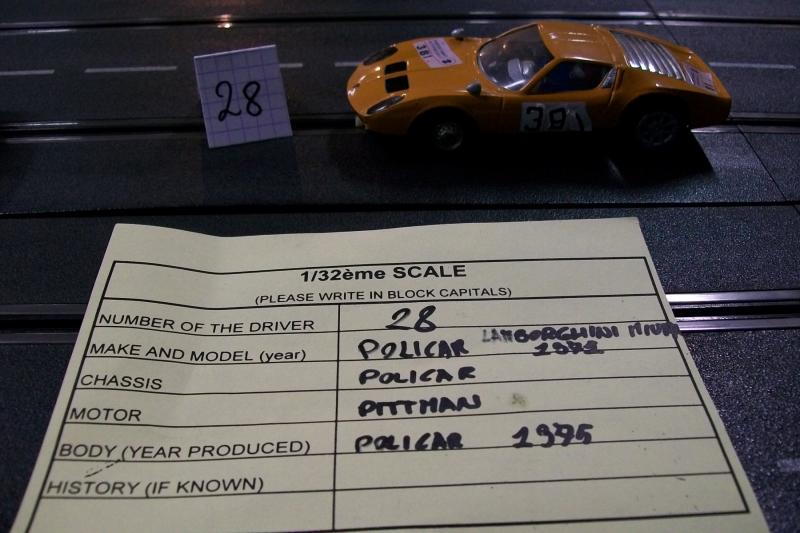 28
381
381
1/32ème SCALE
(PLEASE WRITE IN BLOCK CAPITALS)
NUMBER OF THE DRIVER 28
MAKE AND MODEL (year) POLICAR LAMBORGHINI MIURA
CHASSIS POLICAR
MOTOR PITTMAN
BODY (YEAR PRODUCED) POLICAR 1975
HISTORY (IF KNOWN)